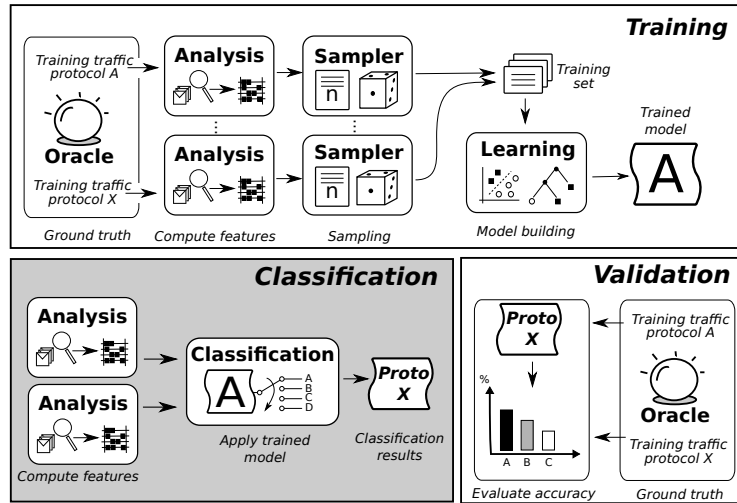 Training
Training traffic
protocol A
Oracle
Training traffic
protocol X
Ground truth
Analysis
Analysis
Compute features
Sampler
n
Sampler
n
Sampling
Training
set
Learning
Model building
Trained
model
A
Classification
Analysis
Analysis
Compute features
Classification
A
A
B
C
D
Apply trained
model
Proto
X
Classification
results
Validation
Proto
X
%
A B C
Evaluate accuracy
Training traffic
protocol A
Oracle
Training traffic
protocol X
Ground truth